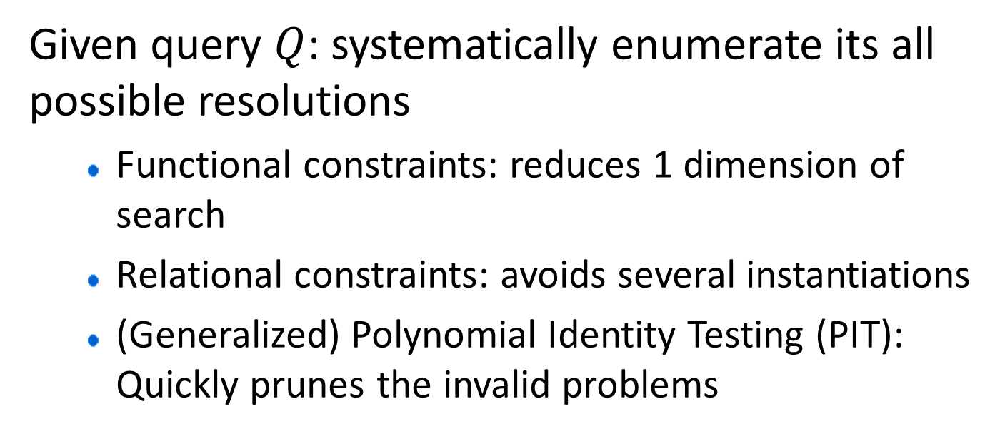 Given query Q: systematically enumerate its all
possible resolutions
• Functional constraints: reduces 1 dimension of
search
• Relational constraints: avoids several instantiations
• (Generalized) Polynomial Identity Testing (PIT):
Quickly prunes the invalid problems